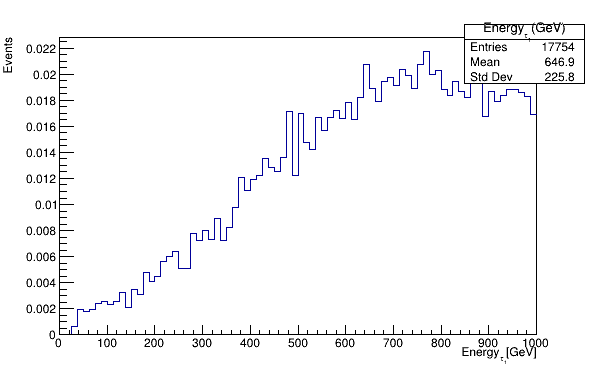 Energy_τ₁(GeV)
Entries 17754
Mean 646.9
Std Dev 225.8
Events
0.022
0.02
0.018
0.016
0.014
0.012
0.01
0.008
0.006
0.004
0.002
0
0 100 200 300 400 500 600 700 800 900 1000
Energy_τ₁[GeV]